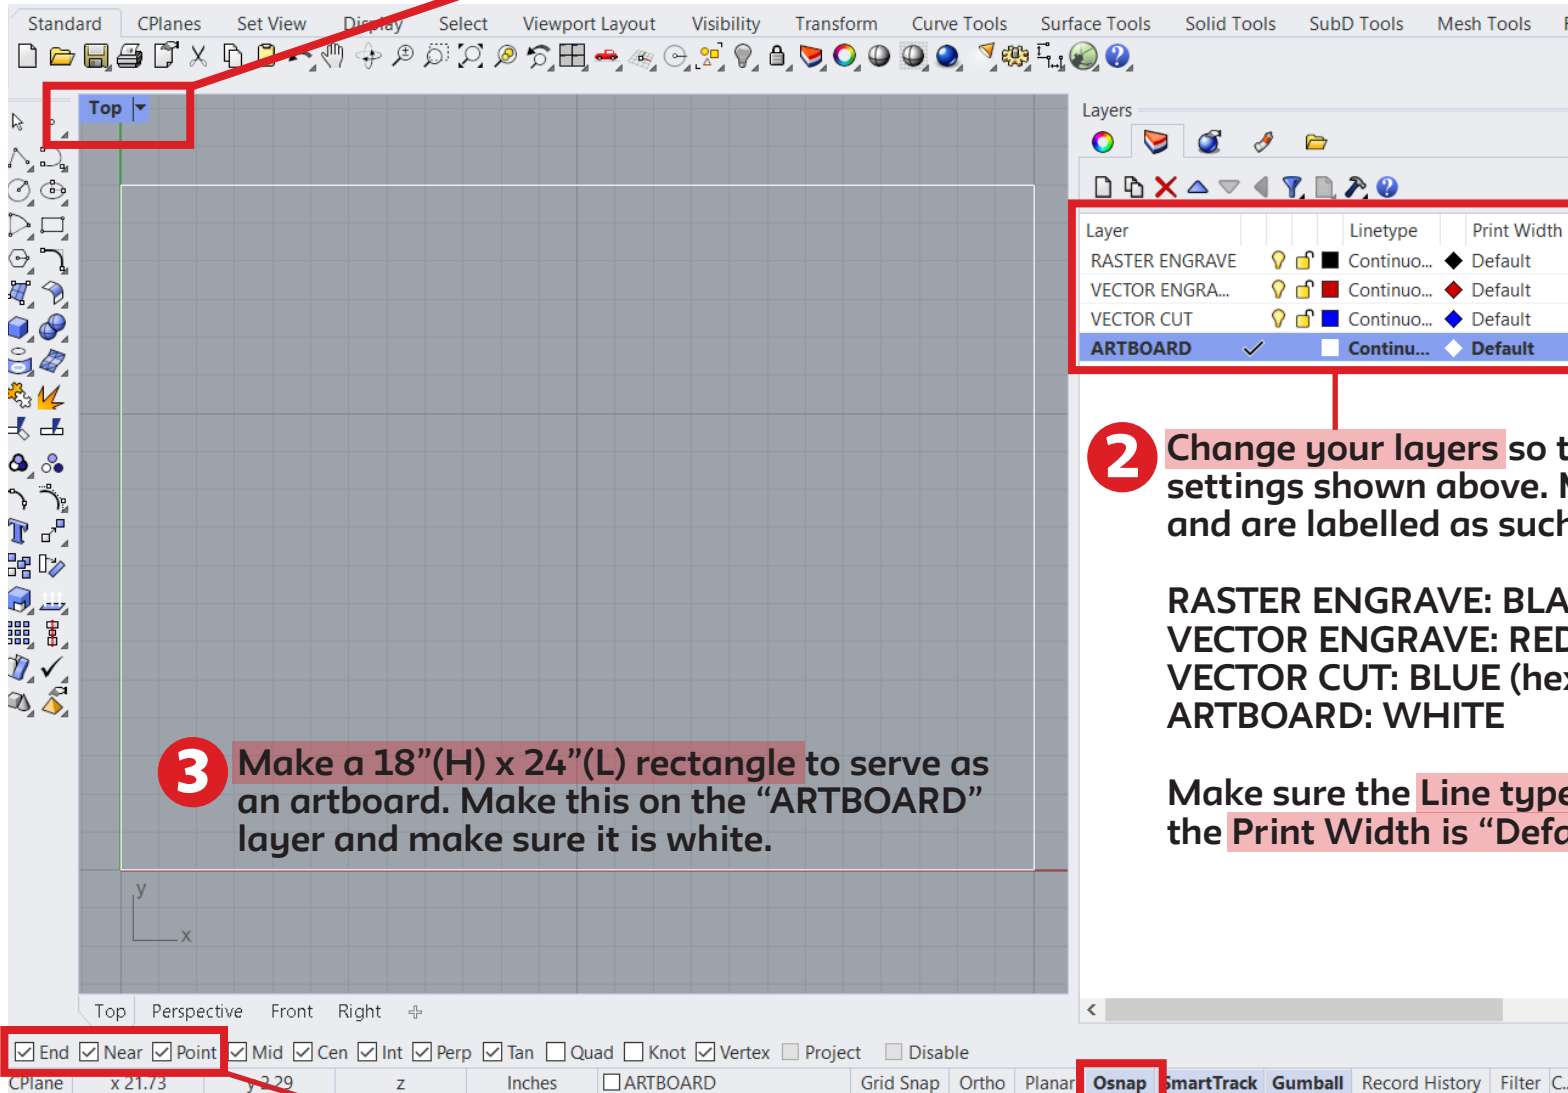 Standard CPlanes Set View Display Select Viewport Layout Visibility Transform Curve Tools Surface Tools Solid Tools SubD Tools Mesh Tools
Top
Layers
Layer Linetype Print Width
RASTER ENGRAVE Continuo... Default
VECTOR ENGRA... Continuo... Default
VECTOR CUT Continuo... Default
ARTBOARD Continu... Default
2 Change your layers so t
settings shown above. M
and are labelled as such
RASTER ENGRAVE: BLA
VECTOR ENGRAVE: RED
VECTOR CUT: BLUE (hex
ARTBOARD: WHITE
Make sure the Line type
the Print Width is “Defa
3 Make a 18”(H) x 24”(L) rectangle to serve as
an artboard. Make this on the “ARTBOARD”
layer and make sure it is white.
y
x
Top Perspective Front Right
End Near Point Mid Cen Int Perp Tan Quad Knot Vertex Project Disable
CPlane x 21.73 y 2.29 z Inches ARTBOARD Grid Snap Ortho Planar Osnap SmartTrack Gumball Record History Filter C..